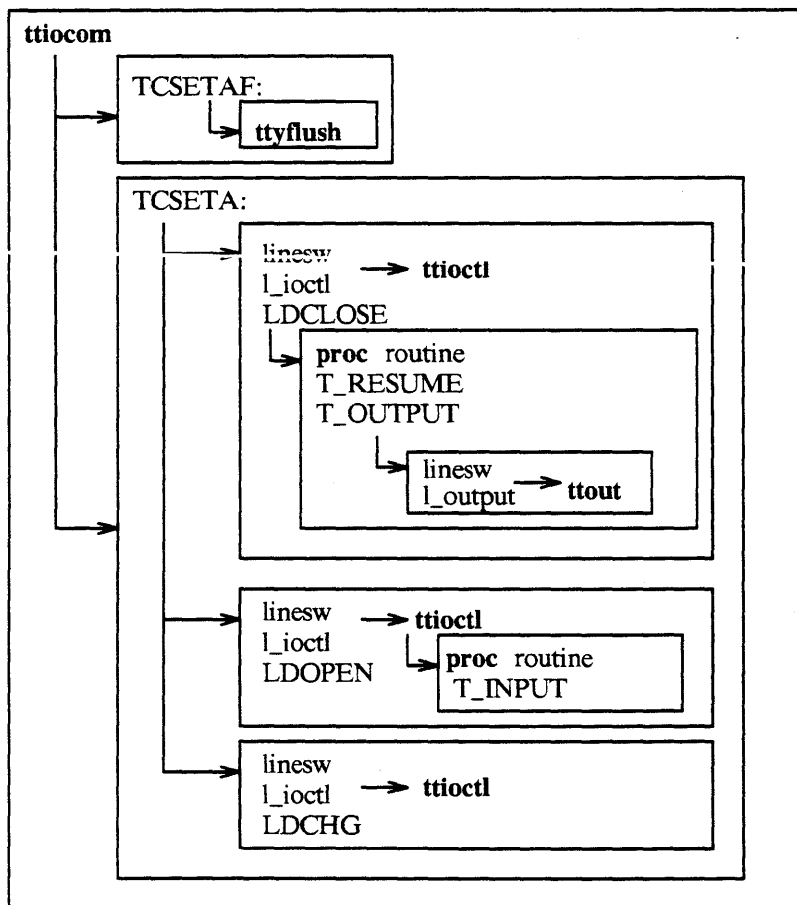 ttiocom
TCSETAF:
ttyflush
TCSETA:
linesw
l_ioctl
LDCLOSE
ttioctl
proc routine
T_RESUME
T_OUTPUT
linesw
l_output
ttout
linesw
l_ioctl
LDOPEN
ttioctl
proc routine
T_INPUT
linesw
l_ioctl
LDCHG
ttioctl